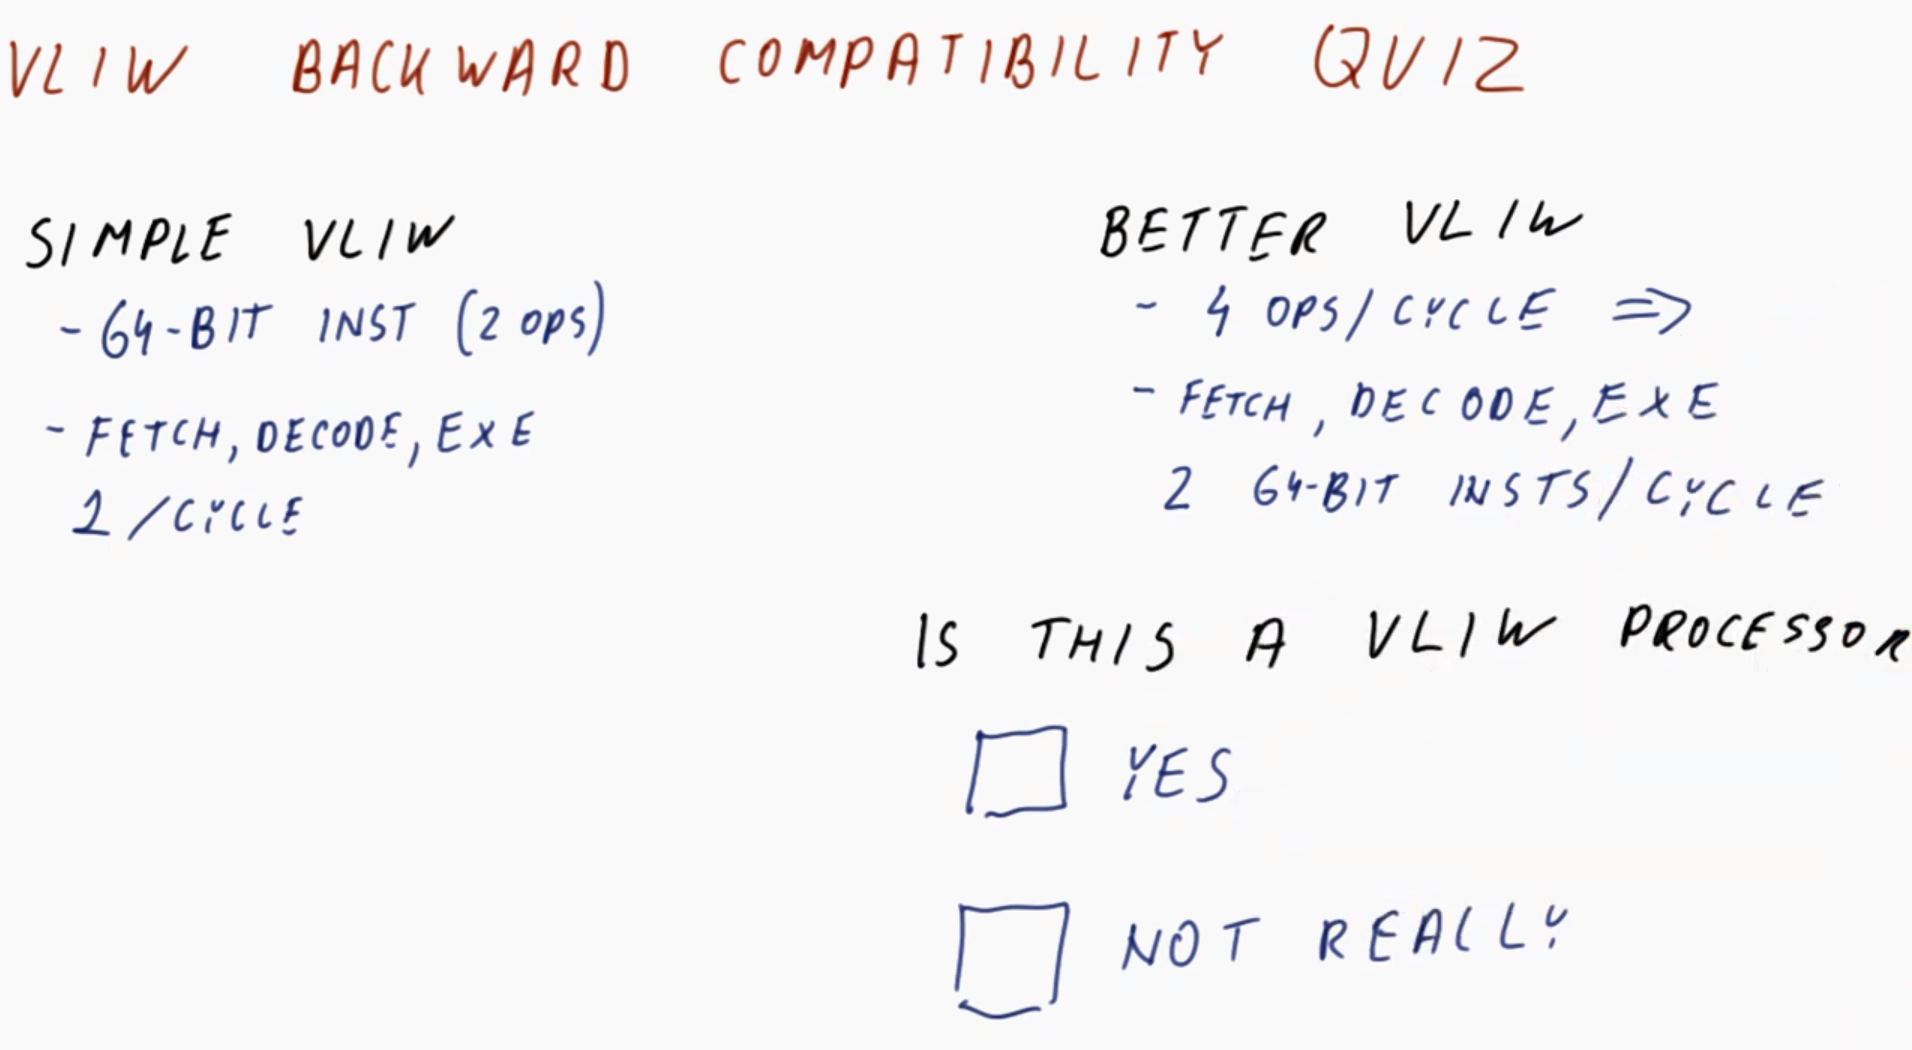 VLIW BACKWARD COMPATIBILITY QUIZ
SIMPLE VLIW
- 64-BIT INST (2 OPS)
- FETCH, DECODE, EXE
1/CYCLE
BETTER VLIW
- 4 OPS/CYCLE ⇒
- FETCH, DECODE, EXE
2 64-BIT INSTS/CYCLE
IS THIS A VLIW PROCESSOR
YES
NOT REALLY